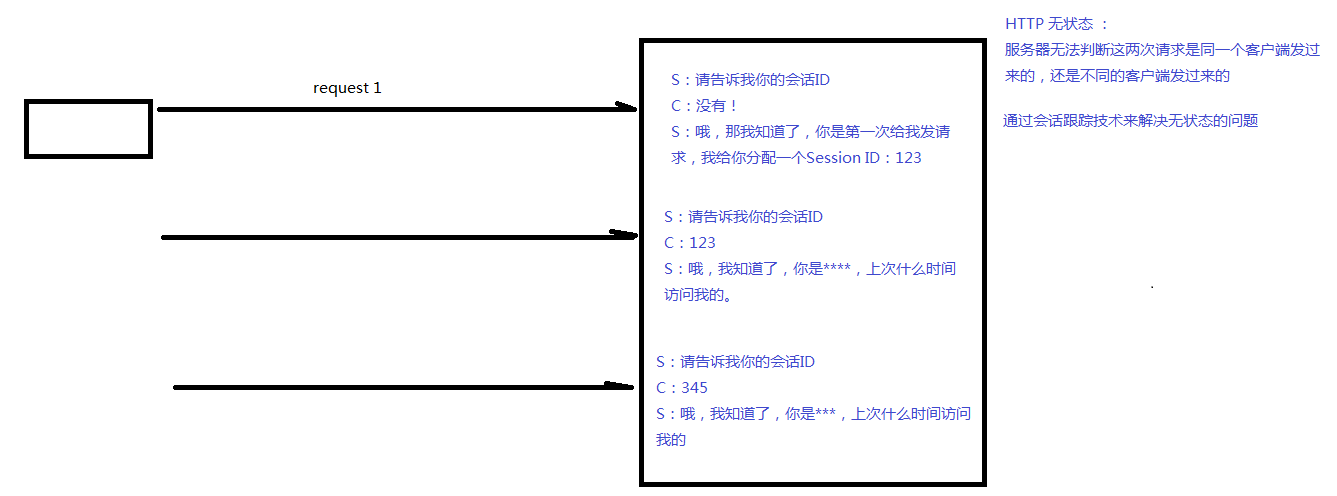 HTTP 无状态 ：
服务器无法判断这两次请求是同一个客户端发过
来的，还是不同的客户端发过来的
通过会话跟踪技术来解决无状态的问题
request 1
S：请告诉我你的会话ID
C：没有！
S：哦，那我知道了，你是第一次给我发请
求，我给你分配一个Session ID：123
S：请告诉我你的会话ID
C：123
S：哦，我知道了，你是****，上次什么时间
访问我的。
S：请告诉我你的会话ID
C：345
S：哦，我知道了，你是***，上次什么时间访问
我的